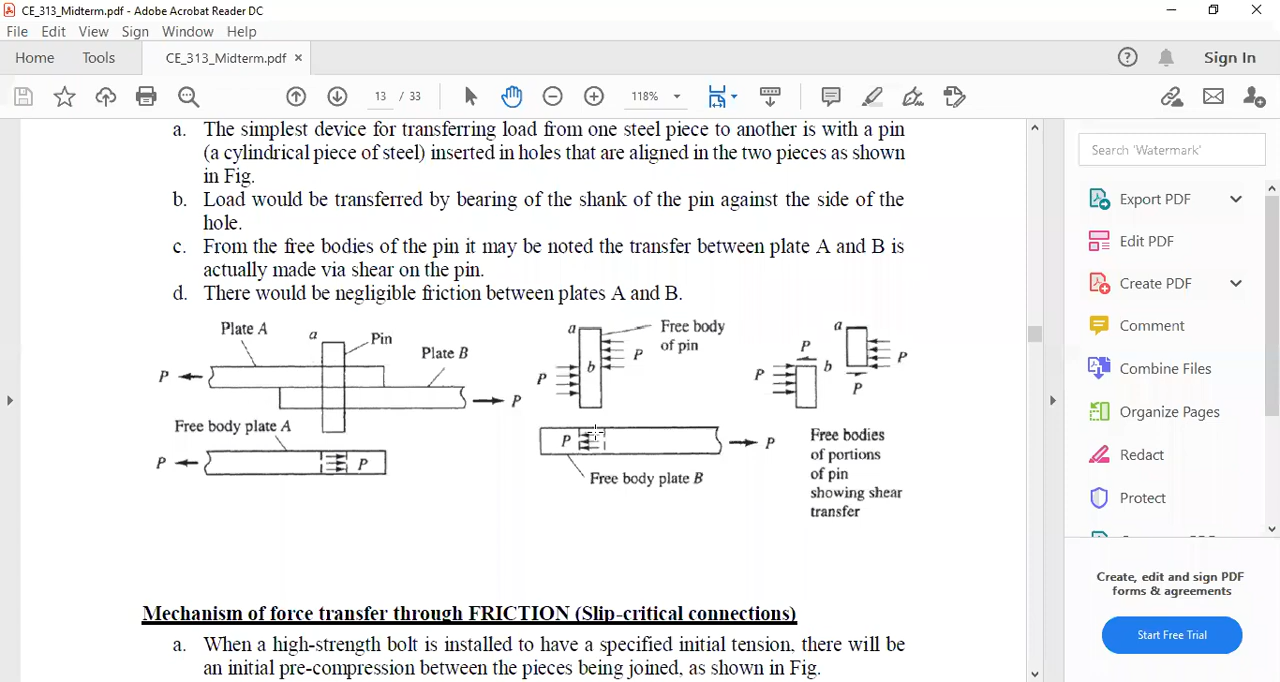 CE_313_Midterm.pdf - Adobe Acrobat Reader DC
File Edit View Sign Window Help
Home Tools CE_313_Midterm.pdf × Sign In
13 / 33 118%
a. The simplest device for transferring load from one steel piece to another is with a pin
(a cylindrical piece of steel) inserted in holes that are aligned in the two pieces as shown
in Fig.
b. Load would be transferred by bearing of the shank of the pin against the side of the
hole.
c. From the free bodies of the pin it may be noted the transfer between plate A and B is
actually made via shear on the pin.
d. There would be negligible friction between plates A and B.
Plate A
a
Pin
Plate B
P
P
Free body plate A
P
P
a
Free body
of pin
P
b
P
P
P
Free body plate B
a
P
P
b
P
P
Free bodies
of portions
of pin
showing shear
transfer
Mechanism of force transfer through FRICTION (Slip-critical connections)
a. When a high-strength bolt is installed to have a specified initial tension, there will be
an initial pre-compression between the pieces being joined, as shown in Fig.
Search 'Watermark'
Export PDF
Edit PDF
Create PDF
Comment
Combine Files
Organize Pages
Redact
Protect
Create, edit and sign PDF
forms & agreements
Start Free Trial